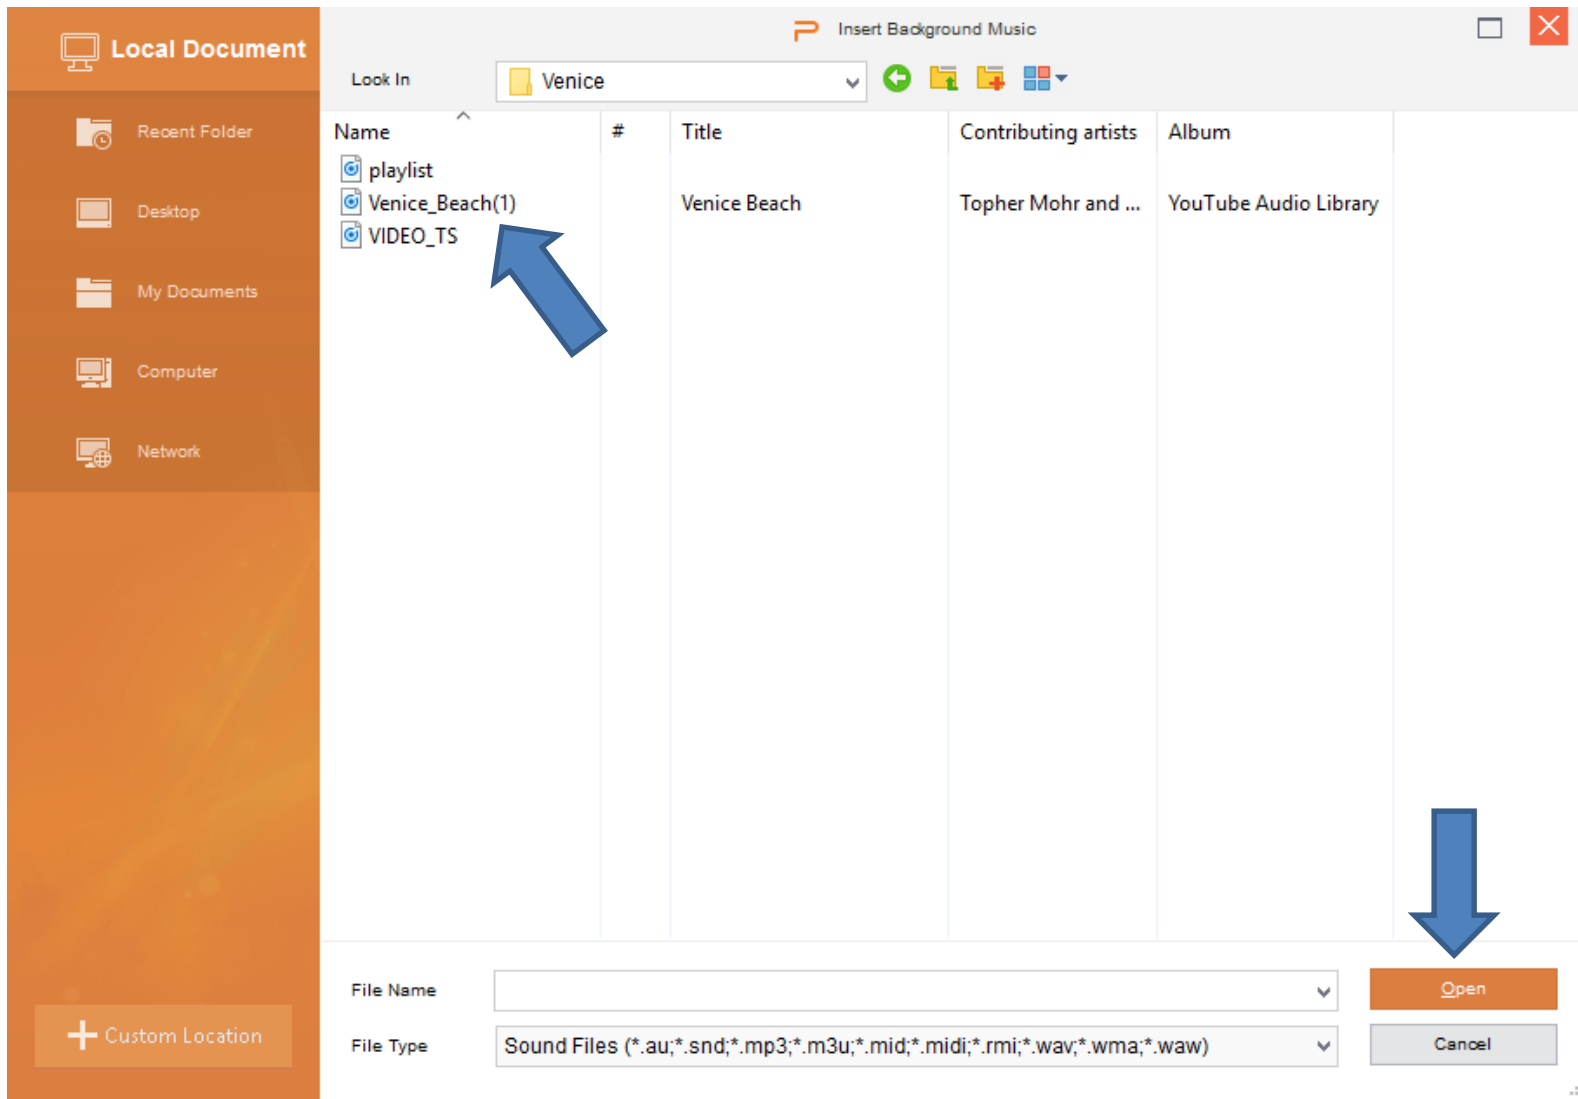 Local Document
Insert Background Music
Look In
Venice
Recent Folder
Desktop
My Documents
Computer
Network
Name # Title Contributing artists Album
playlist
Venice_Beach(1) Venice Beach Topher Mohr and ... YouTube Audio Library
VIDEO_TS
File Name
Open
Custom Location
File Type Sound Files (*.au;*.snd;*.mp3;*.m3u;*.mid;*.midi;*.rmi;*.wav;*.wma;*.waw)
Cancel